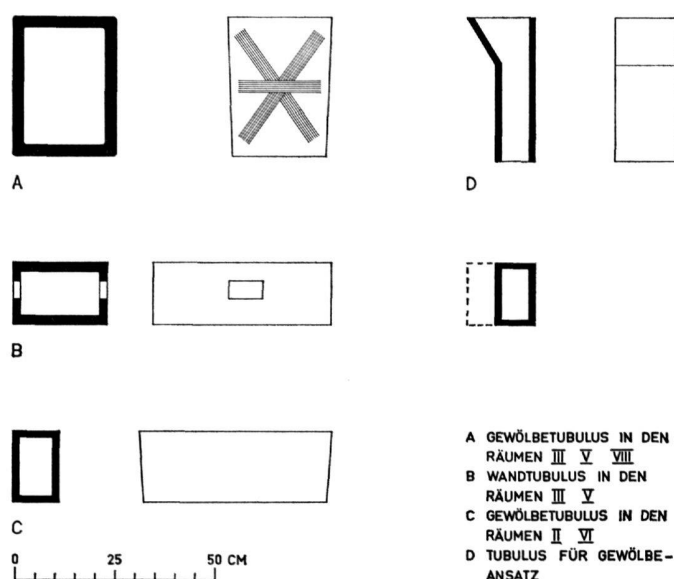 A
D
B
C
0 25 50 CM
A GEWÖLBETUBULUS IN DEN
RÄUMEN III V VIII
B WANDTUBULUS IN DEN
RÄUMEN III V
C GEWÖLBETUBULUS IN DEN
RÄUMEN II VI
D TUBULUS FÜR GEWÖLBE-
ANSATZ